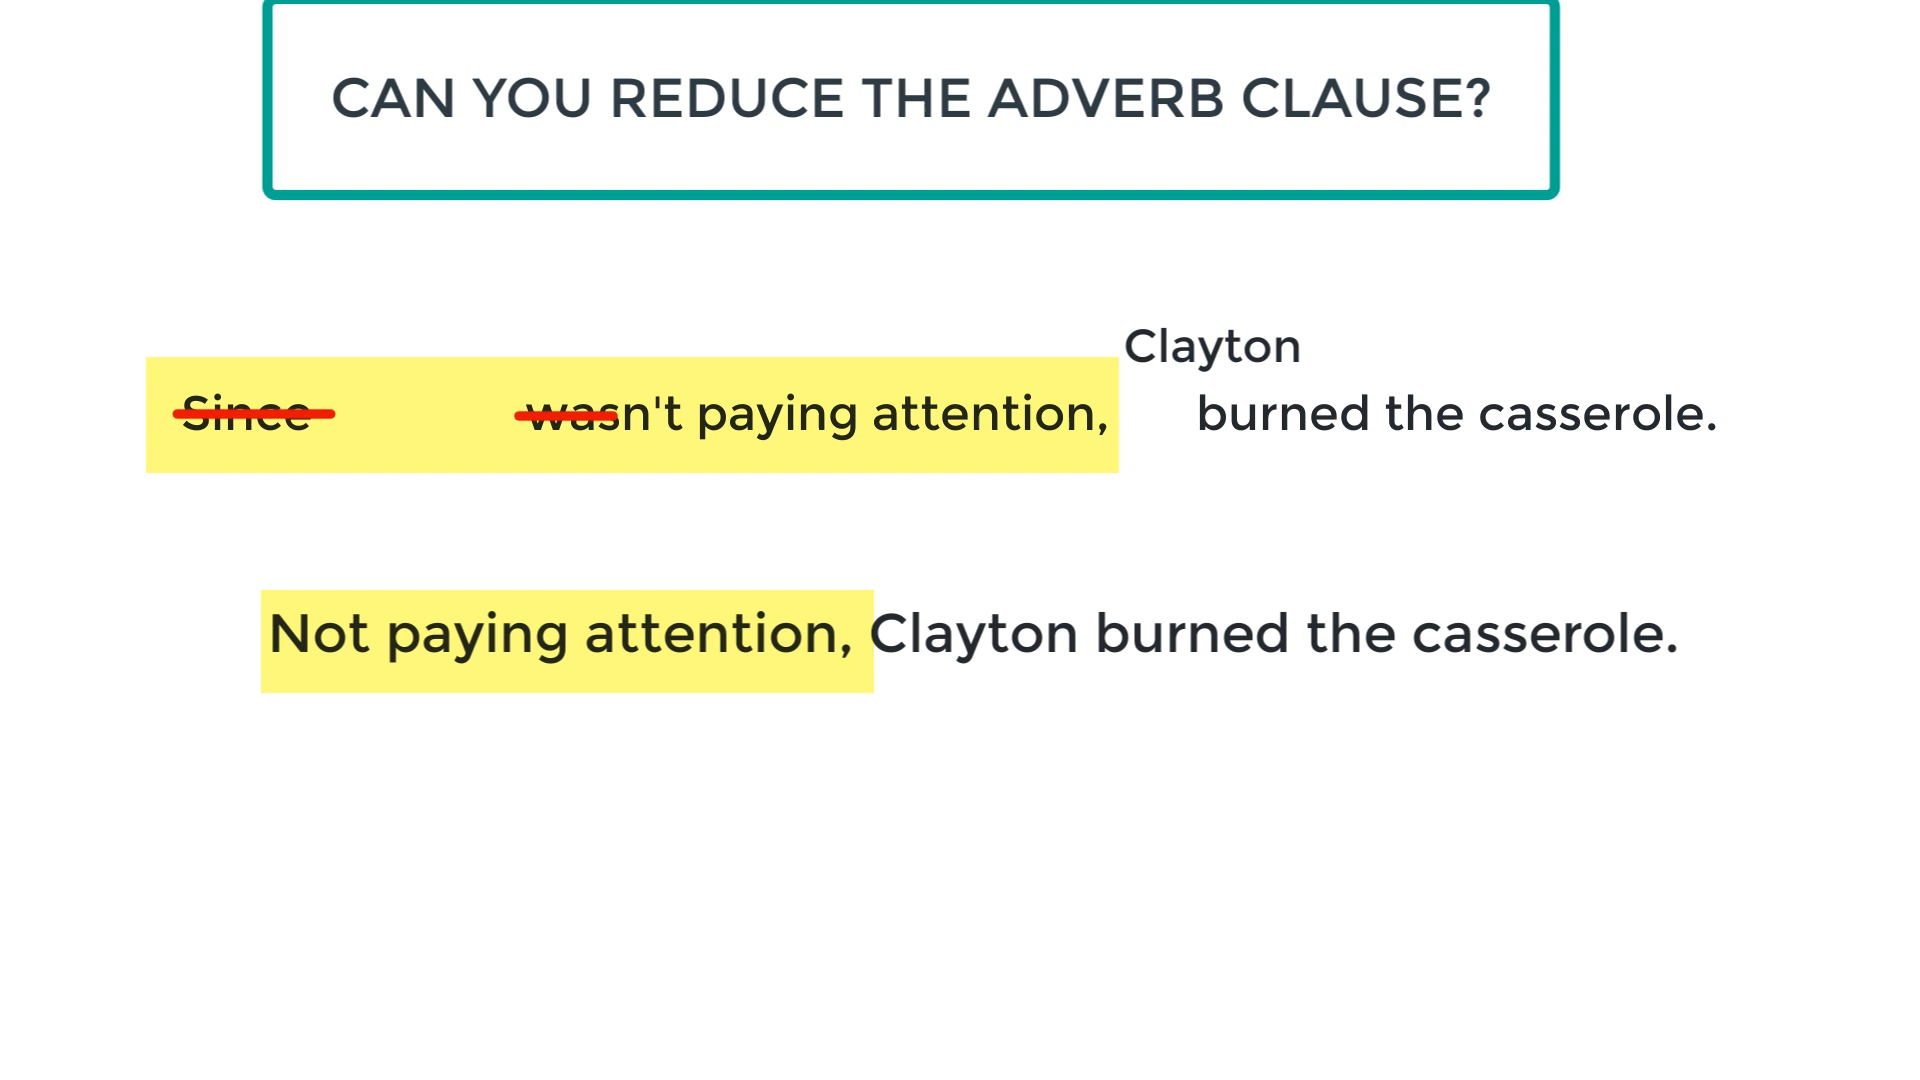 CAN YOU REDUCE THE ADVERB CLAUSE?
Clayton
Since wasn't paying attention, burned the casserole.
Not paying attention, Clayton burned the casserole.